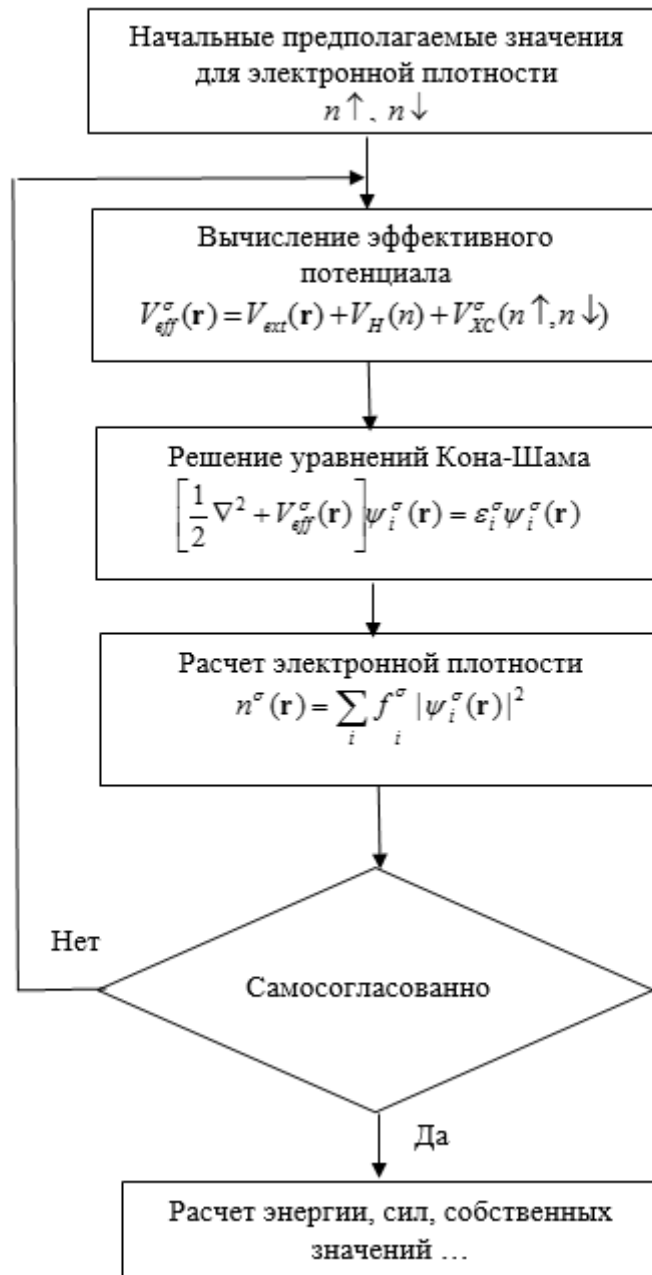 Начальные предполагаемые значения
для электронной плотности
n↑, n↓
Вычисление эффективного
потенциала
V_eff^σ(r) = V_ext(r) + V_H(n) + V_XC^σ(n↑, n↓)
Решение уравнений Кона-Шама
[1/2 ∇² + V_eff^σ(r)] ψ_i^σ(r) = ε_i^σ ψ_i^σ(r)
Расчет электронной плотности
n^σ(r) = ∑_i f_i^σ |ψ_i^σ(r)|²
Нет
Самосогласованно
Да
Расчет энергии, сил, собственных
значений …